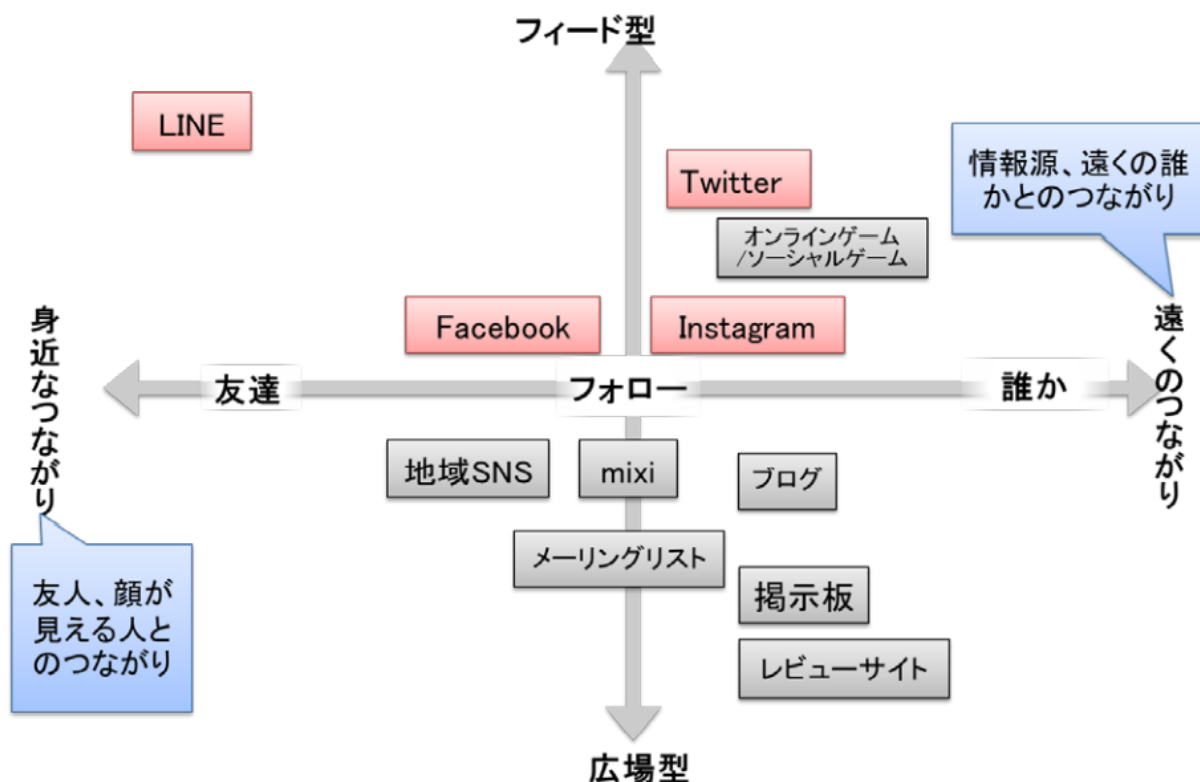 フィード型
LINE
Twitter
情報源、遠くの誰
かとのつながり
オンラインゲーム
/ソーシャルゲーム
Facebook
Instagram
身近なつながり
友達
フォロー
誰か
遠くのつながり
地域SNS
mixi
ブログ
メーリングリスト
友人、顔が
見える人と
のつながり
掲示板
レビューサイト
広場型